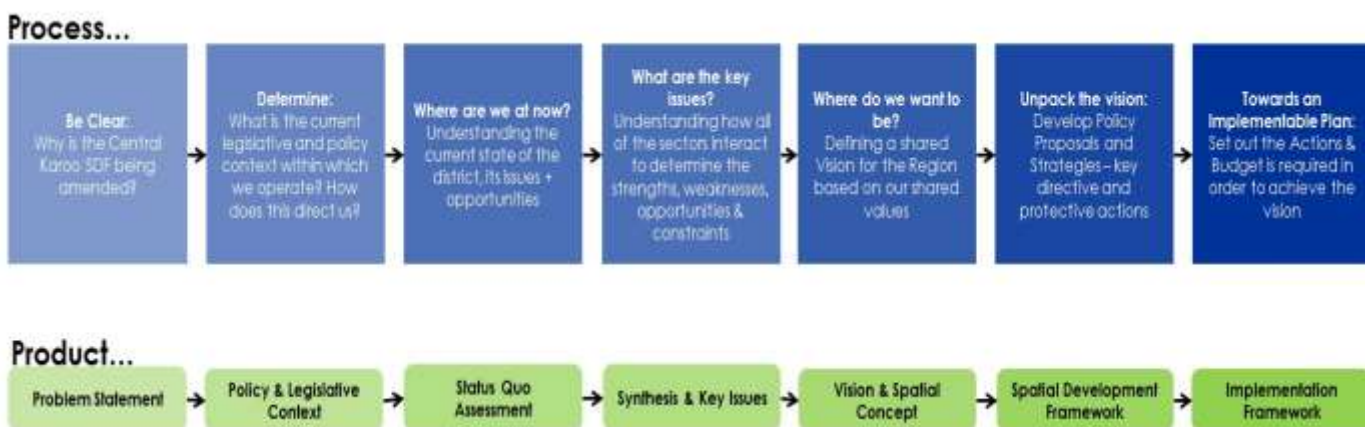 Process...
Be Clear:
Why is the Central
Karoo SDF being
amended?
Determine:
What is the current
legislative and policy
context within which
we operate? How
does this direct us?
Where are we at now?
Understanding the
current state of the
district, its issues +
opportunities
What are the key
issues?
Understanding how all
of the sectors interact
to determine the
strengths, weaknesses,
opportunities &
constraints
Where do we want to
be?
Defining a shared
Vision for the Region
based on our shared
values
Unpack the vision:
Develop Policy
Proposals and
Strategies – key
directive and
protective actions
Towards an
Implementable Plan:
Set out the Actions &
Budget is required in
order to achieve the
vision
Product...
Problem Statement
Policy & Legislative
Context
Status Quo
Assessment
Synthesis & Key Issues
Vision & Spatial
Concept
Spatial Development
Framework
Implementation
Framework